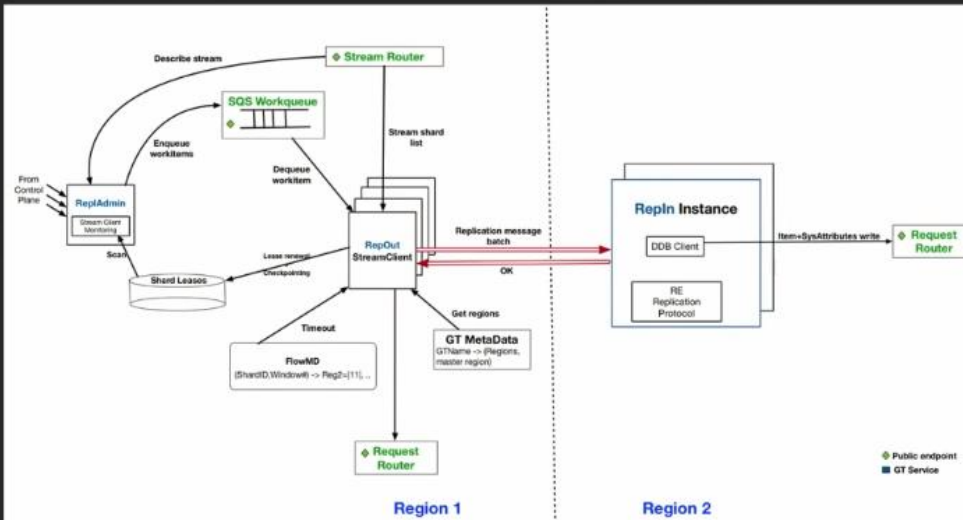 Describe stream
Stream Router
SQS Workqueue
Enqueue
workitems
Stream shard
list
Dequeue
workitem
From
Control
Plane
ReplAdmin
Stream Client
Monitoring
Scan
Shard Leases
Lease renewal
Checkpointing
RepOut
StreamClient
Replication message
batch
OK
RepIn Instance
DDB Client
RE
Replication
Protocol
Item+SysAttributes write
Request
Router
Timeout
FlowMD
(ShardID,Window#) -> Reg2=[11], ...
Get regions
GT MetaData
GTName -> (Regions,
master region)
Request
Router
Public endpoint
GT Service
Region 1
Region 2